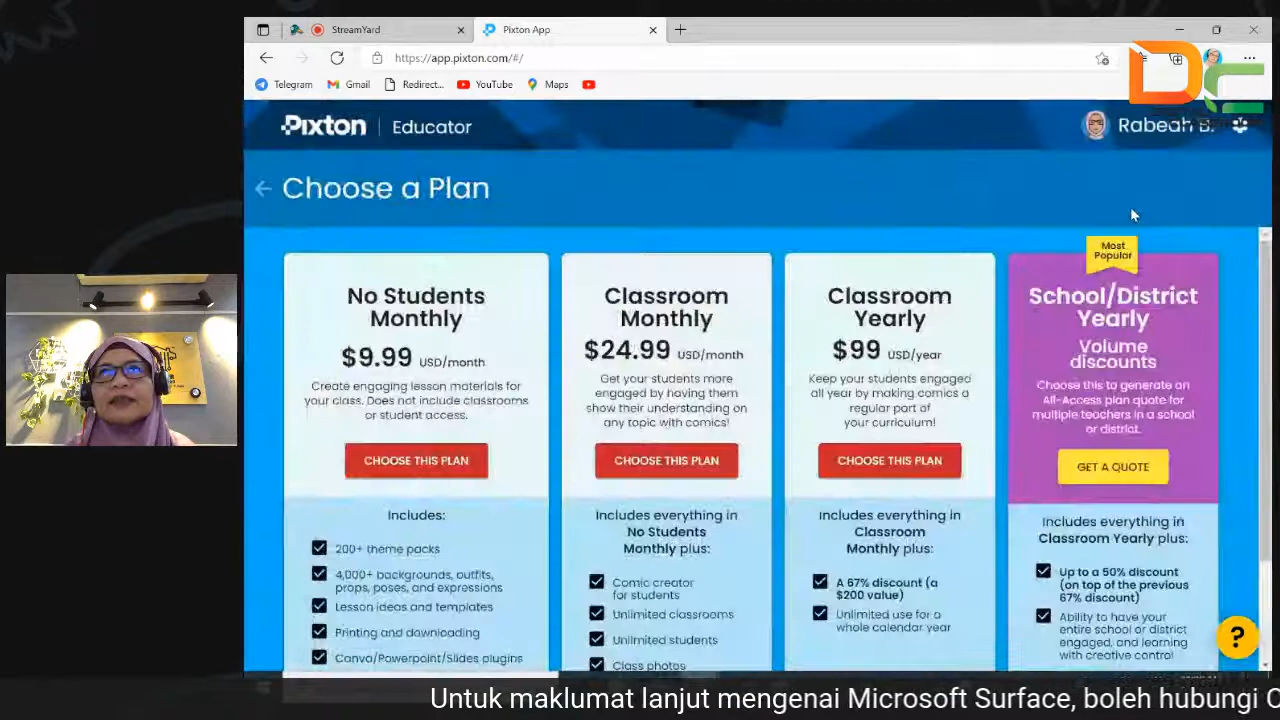 StreamYard
Pixton App
https://app.pixton.com/#/
Telegram
Gmail
Redirect...
YouTube
Maps
Pixton
Educator
Rabeah B.
Choose a Plan
No Students
Monthly
$9.99 USD/month
Create engaging lesson materials for
your class. Does not include classrooms
or student access.
CHOOSE THIS PLAN
Includes:
200+ theme packs
4,000+ backgrounds, outfits,
props, poses, and expressions
Lesson ideas and templates
Printing and downloading
Canva/Powerpoint/Slides plugins
Classroom
Monthly
$24.99 USD/month
Get your students more
engaged by having them
show their understanding on
any topic with comics!
CHOOSE THIS PLAN
Includes everything in
No Students
Monthly plus:
Comic creator
for students
Unlimited classrooms
Unlimited students
Class photos
Classroom
Yearly
$99 USD/year
Keep your students engaged
all year by making comics a
regular part of
your curriculum!
CHOOSE THIS PLAN
Includes everything in
Classroom
Monthly plus:
A 67% discount (a
$200 value)
Unlimited use for a
whole calendar year
Most
Popular
School/District
Yearly
Volume
discounts
Choose this to generate an
All-Access plan quote for
multiple teachers in a school
or district.
GET A QUOTE
Includes everything in
Classroom Yearly plus:
Up to a 50% discount
(on top of the previous
67% discount)
Ability to have your
entire school or district
engaged, and learning
with creative control
?
DE
Untuk maklumat lanjut mengenai Microsoft Surface, boleh hubungi